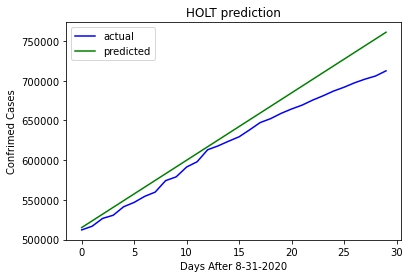 HOLT prediction
actual
predicted
Confrimed Cases
750000
700000
650000
600000
550000
500000
0 5 10 15 20 25 30
Days After 8-31-2020